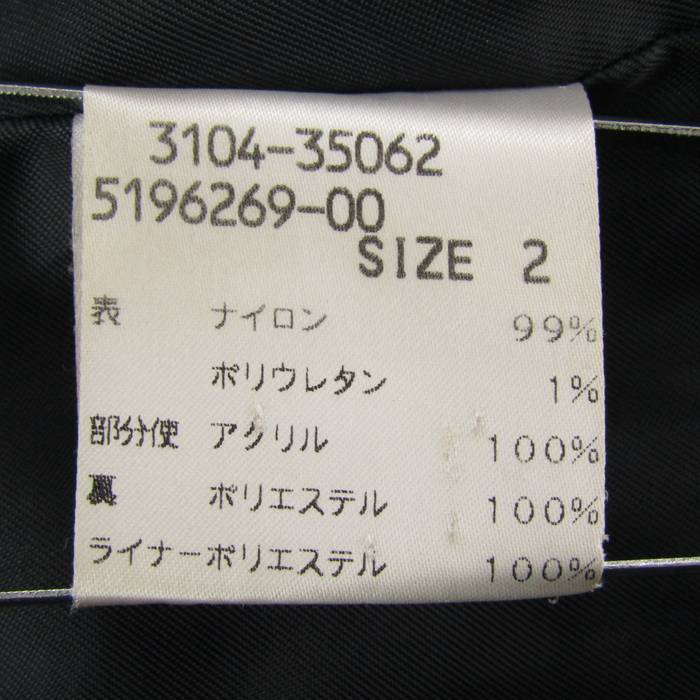 3104-35062
5196269-00
SIZE 2
表 ナイロン 99%
ポリウレタン 1%
部分使 アクリル 100%
裏 ポリエステル 100%
ライナーポリエステル 100%